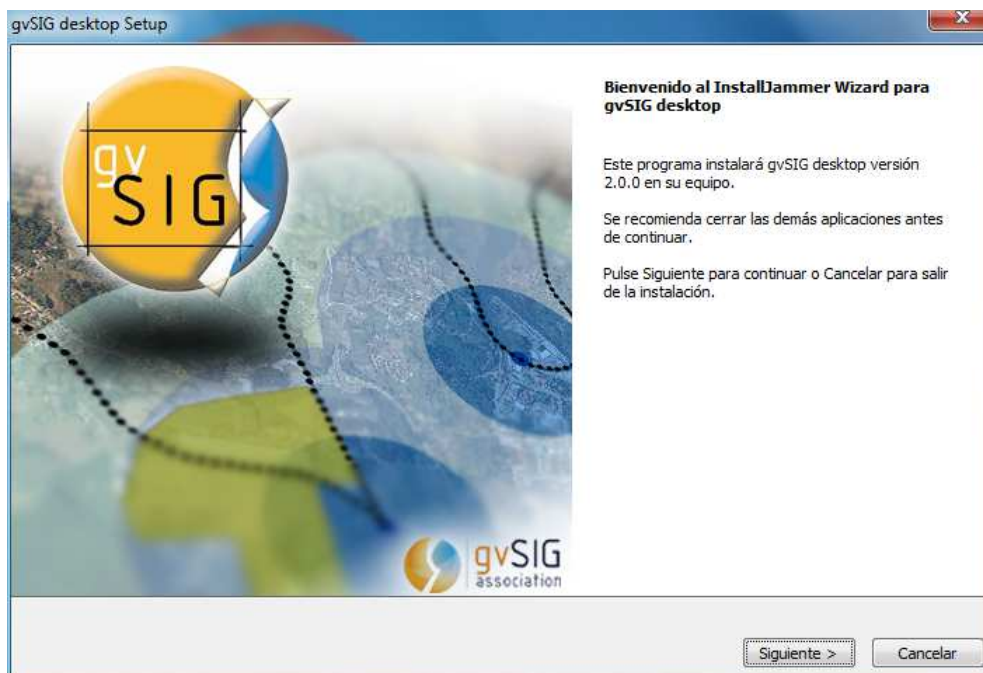 gvSIG desktop Setup
gv
SIG
Bienvenido al InstallJammer Wizard para
gvSIG desktop
Este programa instalará gvSIG desktop versión
2.0.0 en su equipo.
Se recomienda cerrar las demás aplicaciones antes
de continuar.
Pulse Siguiente para continuar o Cancelar para salir
de la instalación.
gvSIG
association
Siguiente >
Cancelar